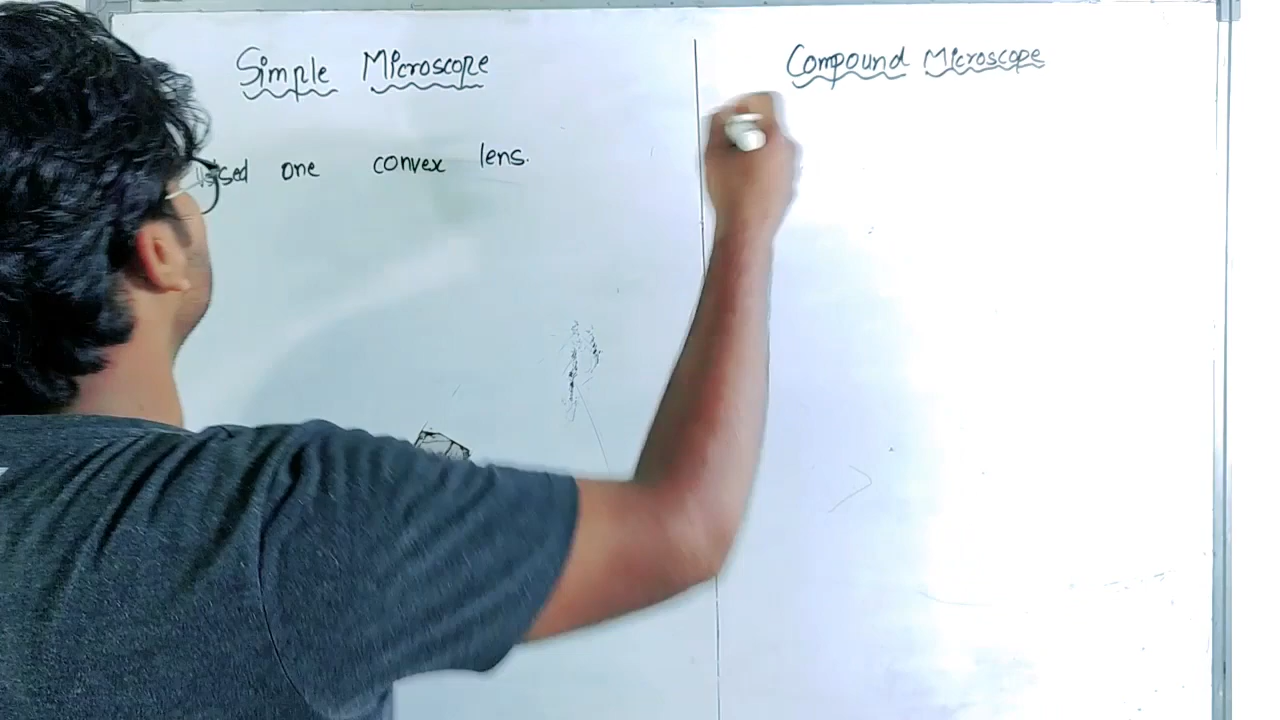 Simple Microscope
Compound Microscope
one convex lens.